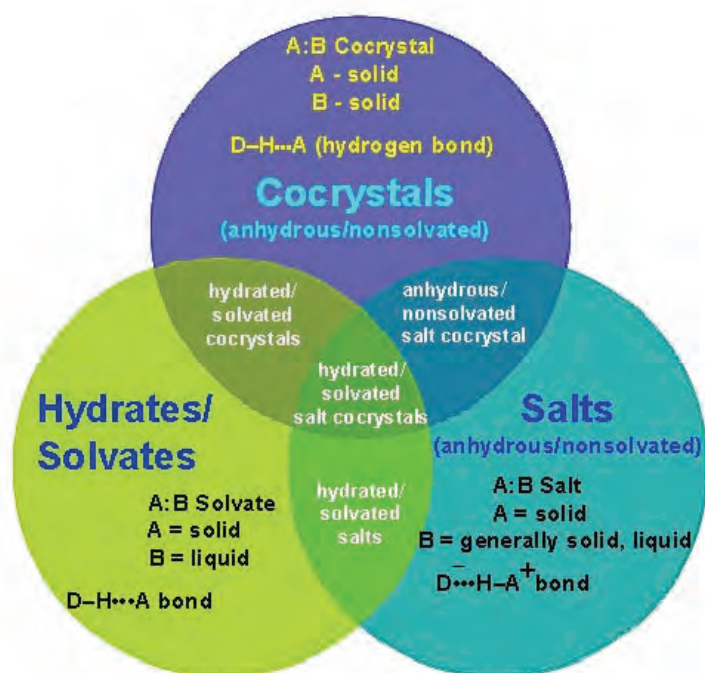 A:B Cocrystal
A - solid
B - solid
D–H···A (hydrogen bond)
Cocrystals
(anhydrous/nonsolvated)
hydrated/
solvated
cocrystals
anhydrous/
nonsolvated
salt cocrystal
hydrated/
solvated
salt cocrystals
Hydrates/
Solvates
A:B Solvate
A = solid
B = liquid
D–H···A bond
hydrated/
solvated
salts
Salts
(anhydrous/nonsolvated)
A:B Salt
A = solid
B = generally solid, liquid
D⁻···H–A⁺ bond